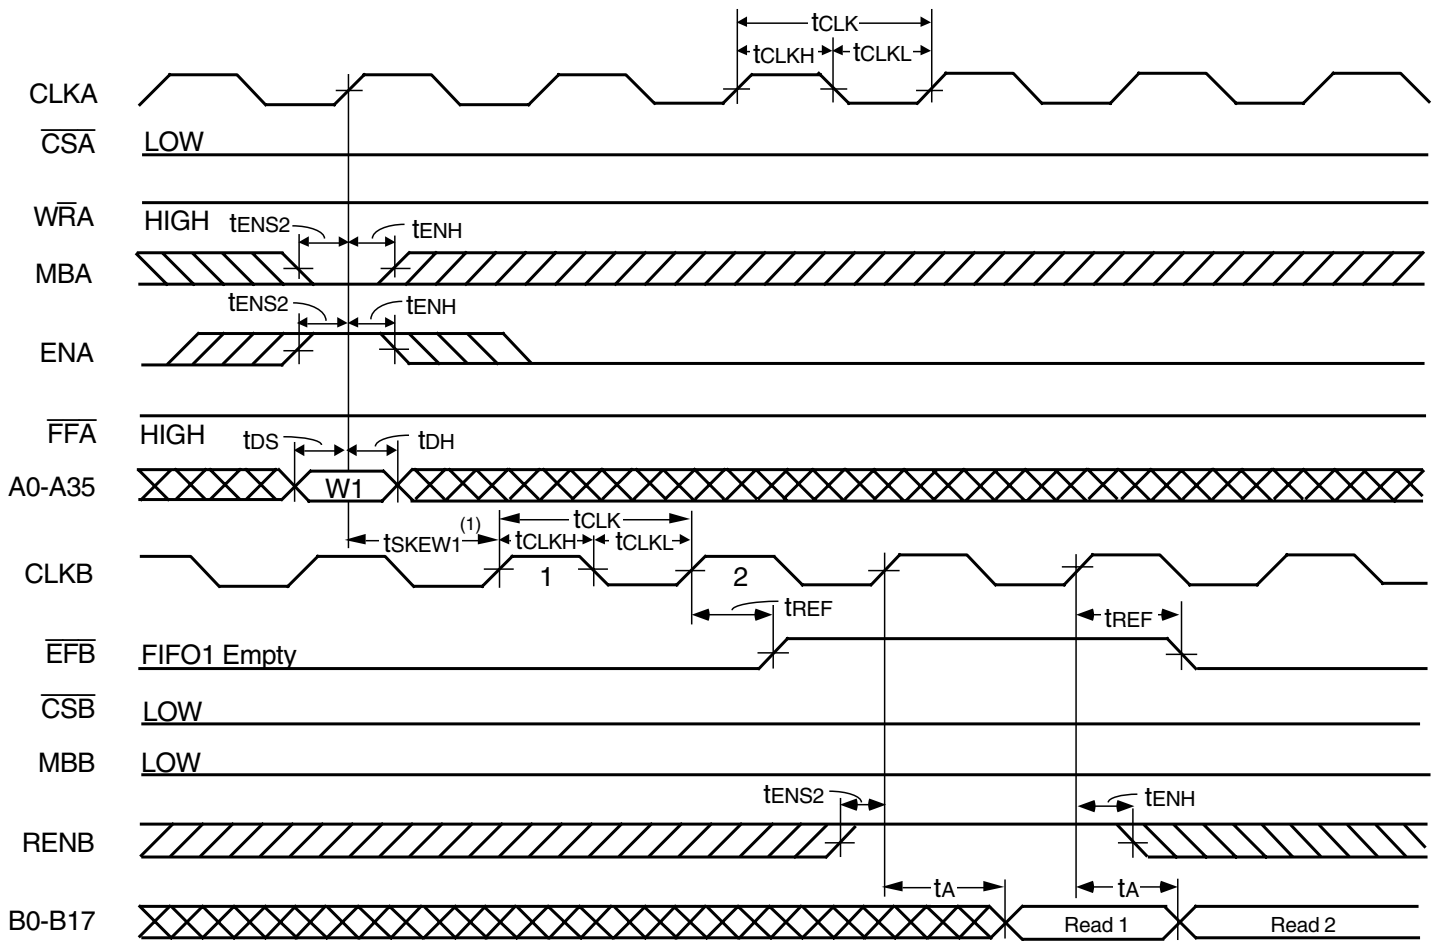 tCLK
tCLKH tCLKL
CLKA
CSA LOW
WRA HIGH
tENS2 tENH
MBA
tENS2 tENH
ENA
FFA HIGH
tDS tDH
A0-A35 W1
tSKEW1 (1) tCLK
tCLKH tCLKL
CLKB 1 2
tREF tREF
EFB FIFO1 Empty
CSB LOW
MBB LOW
tENS2 tENH
RENB
tA tA
B0-B17 Read 1 Read 2